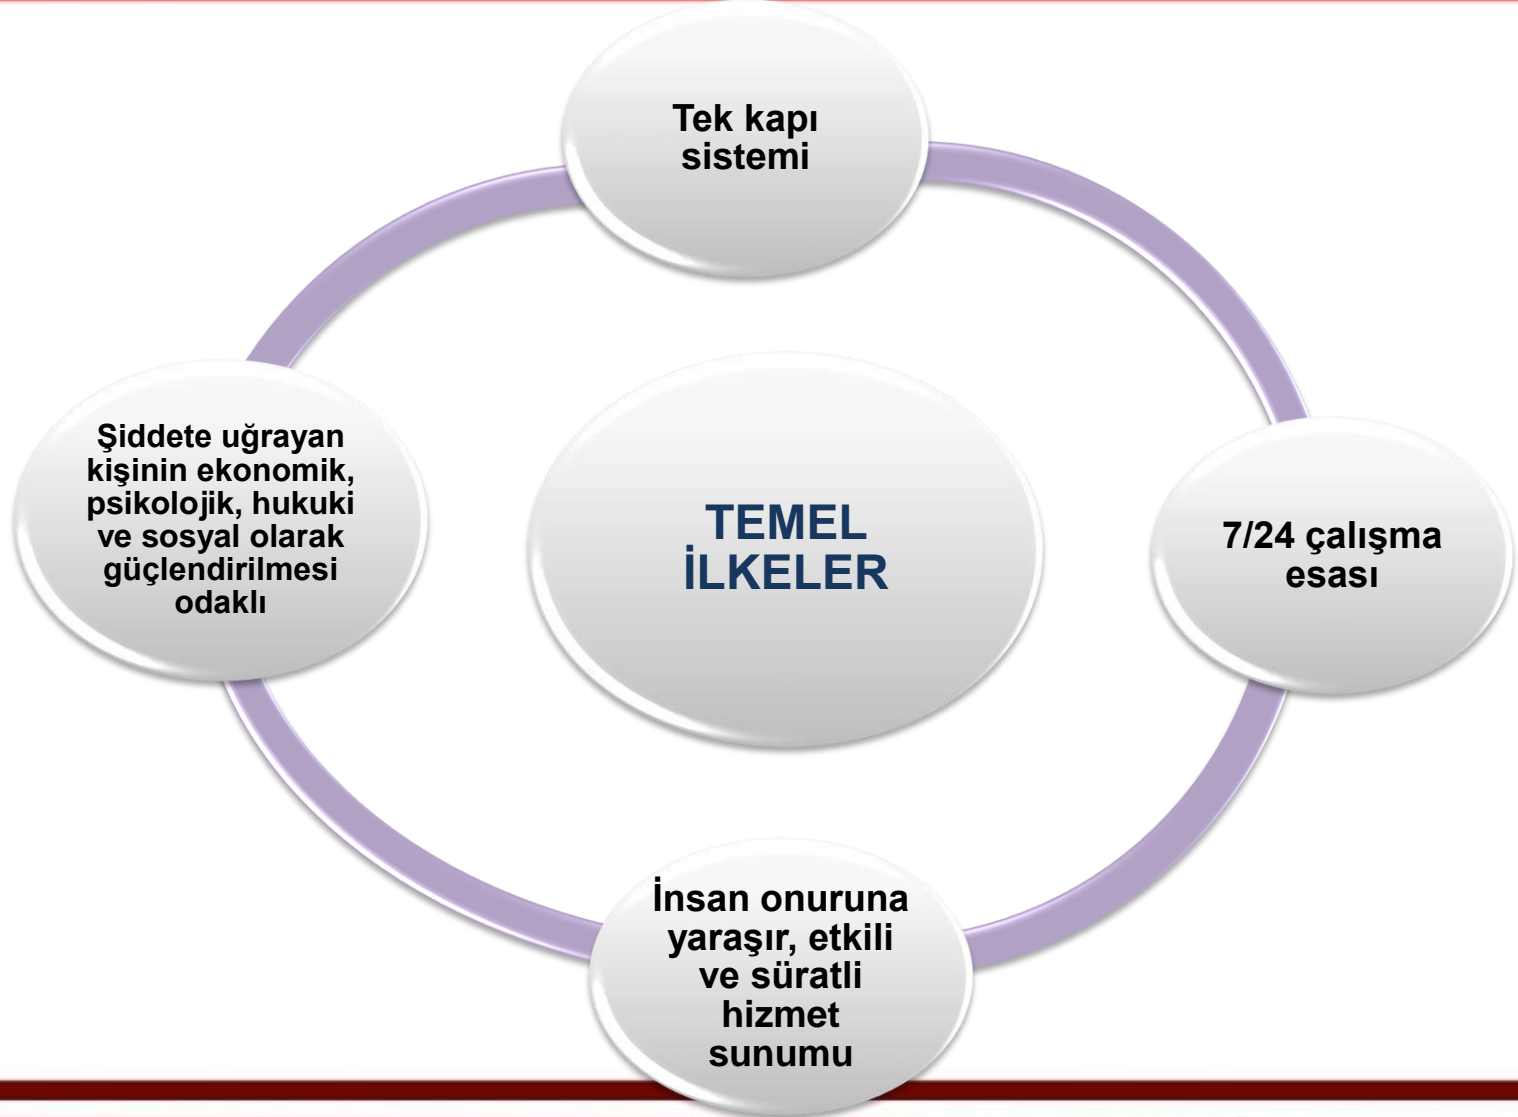 Tek kapı
sistemi
Şiddete uğrayan
kişinin ekonomik,
psikolojik, hukuki
ve sosyal olarak
güçlendirilmesi
odaklı
TEMEL
İLKELER
7/24 çalışma
esası
İnsan onuruna
yaraşır, etkili
ve süratli
hizmet
sunumu